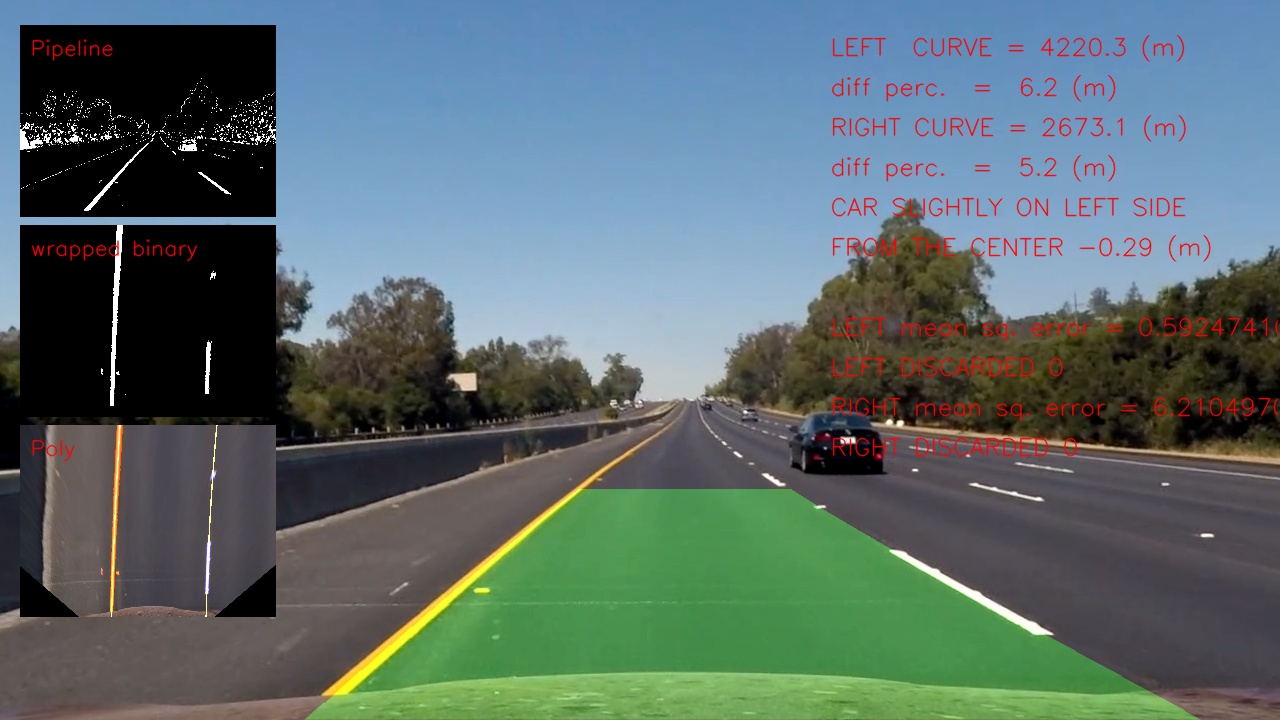 Pipeline
wrapped binary
Poly
LEFT CURVE = 4220.3 (m)
diff perc. = 6.2 (m)
RIGHT CURVE = 2673.1 (m)
diff perc. = 5.2 (m)
CAR SLIGHTLY ON LEFT SIDE
FROM THE CENTER -0.29 (m)
LEFT mean sq. error = 0.5924741
LEFT DISCARDED 0
RIGHT mean sq. error = 6.2104970
RIGHT DISCARDED 0